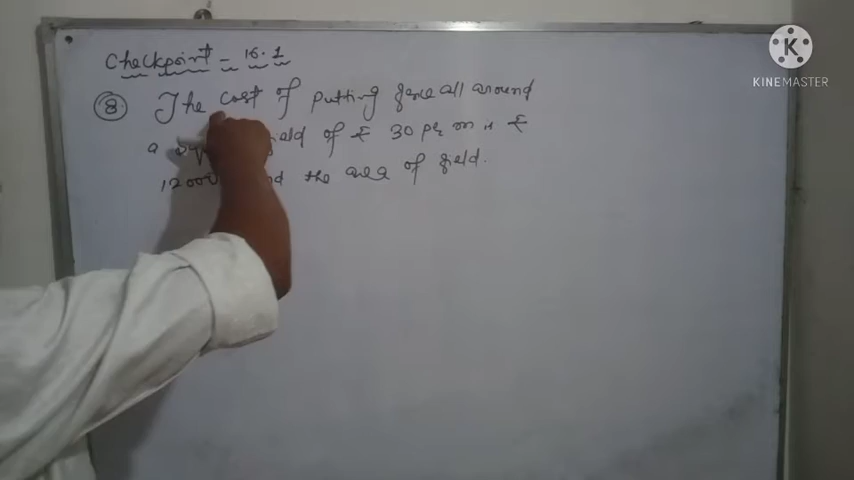 Checkpoint - 16.1
8 The cost of putting fence all around
a field of ₹ 30 per m is ₹
12000 the area of field.
K
KINEMASTER